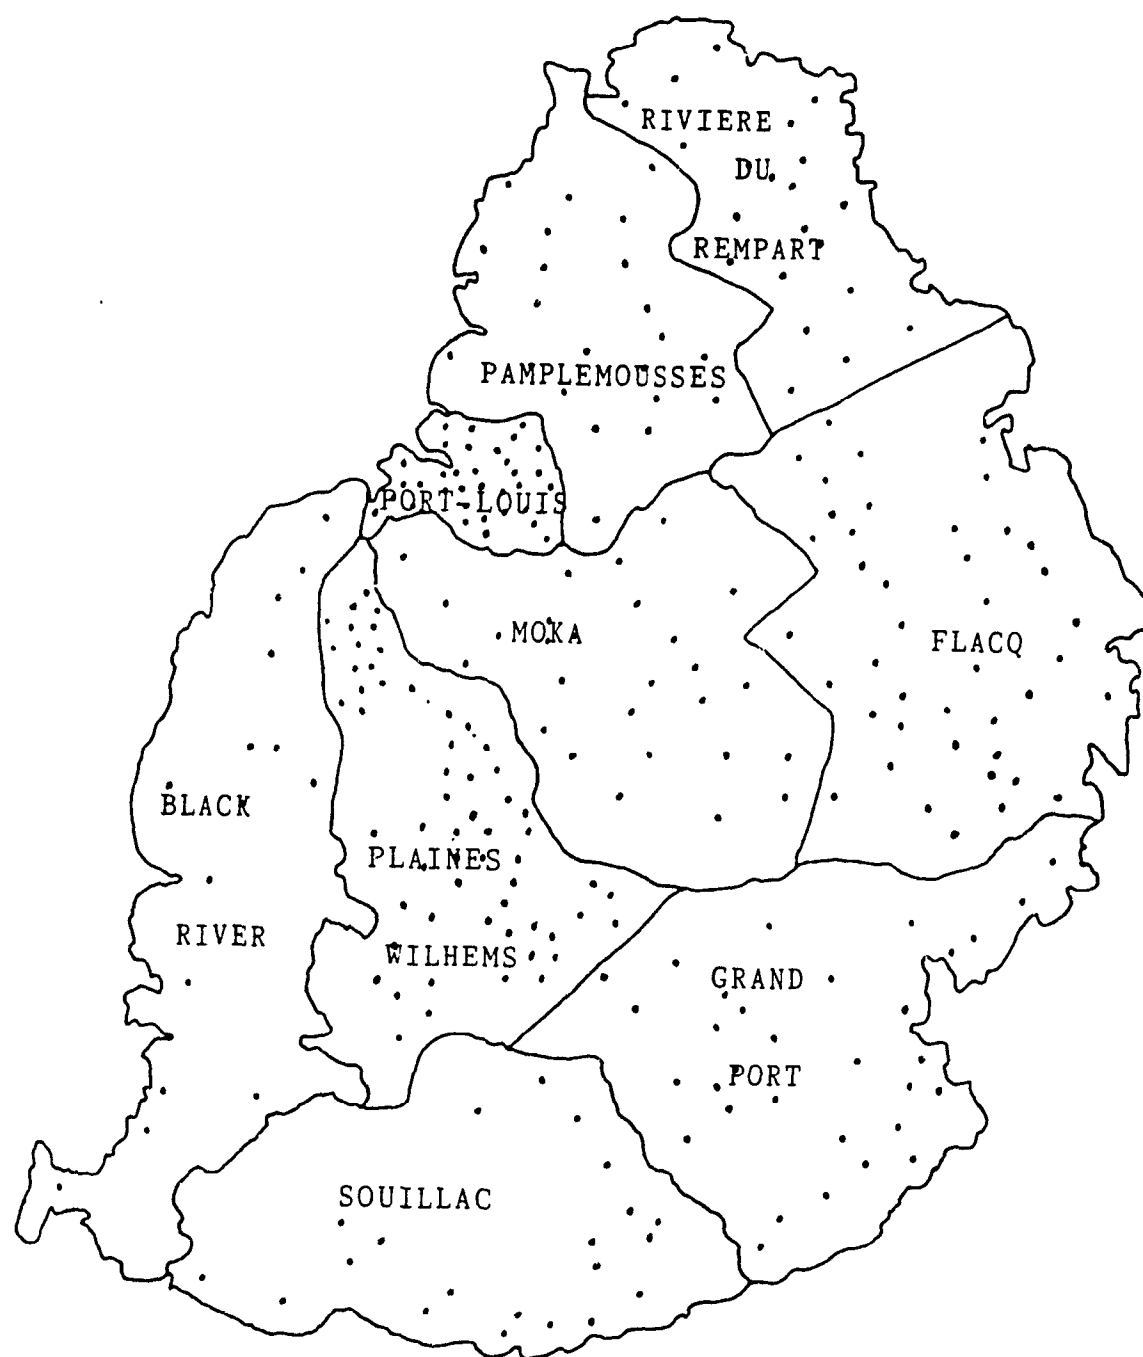 RIVIERE
DU
REMPART
PAMPLEMOUSSES
PORT-LOUIS
MOKA
FLACQ
BLACK
RIVER
PLAINES
WILHEMS
GRAND
PORT
SOUILLAC